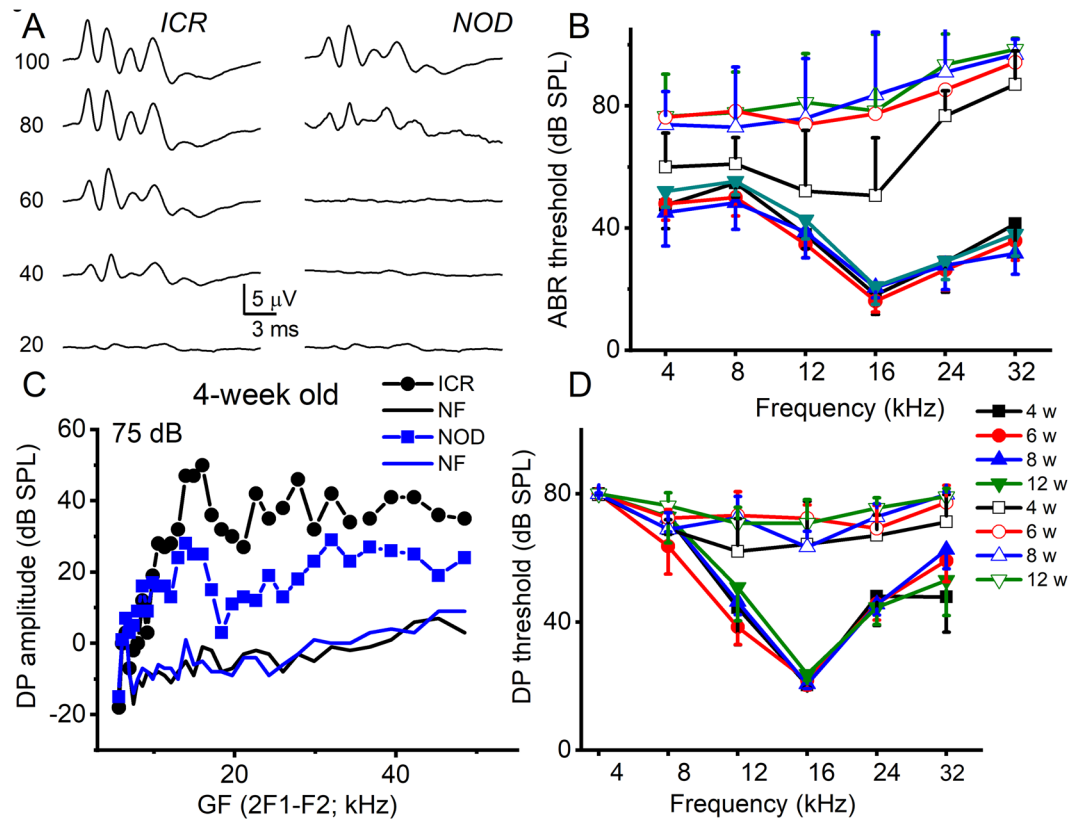 A
ICR
NOD
100
80
60
40
20
5 μV
3 ms
B
ABR threshold (dB SPL)
80
40
0
4
8
12
16
24
32
Frequency (kHz)
C
4-week old
75 dB
ICR
NF
NOD
NF
DP amplitude (dB SPL)
60
40
20
0
-20
20
40
GF (2F1-F2; kHz)
D
4 w
6 w
8 w
12 w
4 w
6 w
8 w
12 w
DP threshold (dB SPL)
80
40
0
4
8
12
16
24
32
Frequency (kHz)